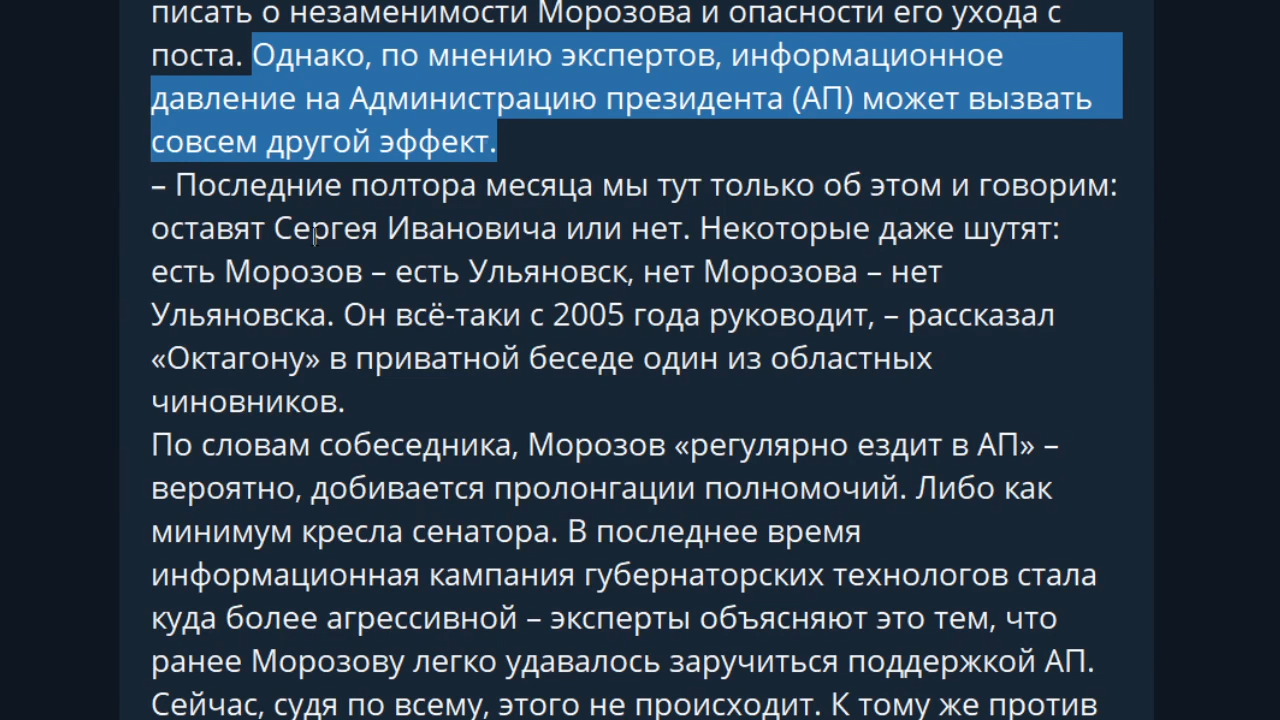 писать о незаменимости Морозова и опасности его ухода с
поста. Однако, по мнению экспертов, информационное
давление на Администрацию президента (АП) может вызвать
совсем другой эффект.
– Последние полтора месяца мы тут только об этом и говорим:
оставят Сергея Ивановича или нет. Некоторые даже шутят:
есть Морозов – есть Ульяновск, нет Морозова – нет
Ульяновска. Он всё-таки с 2005 года руководит, – рассказал
«Октагону» в приватной беседе один из областных
чиновников.
По словам собеседника, Морозов «регулярно ездит в АП» –
вероятно, добивается пролонгации полномочий. Либо как
минимум кресла сенатора. В последнее время
информационная кампания губернаторских технологов стала
куда более агрессивной – эксперты объясняют это тем, что
ранее Морозову легко удавалось заручиться поддержкой АП.
Сейчас, судя по всему, этого не происходит. К тому же против